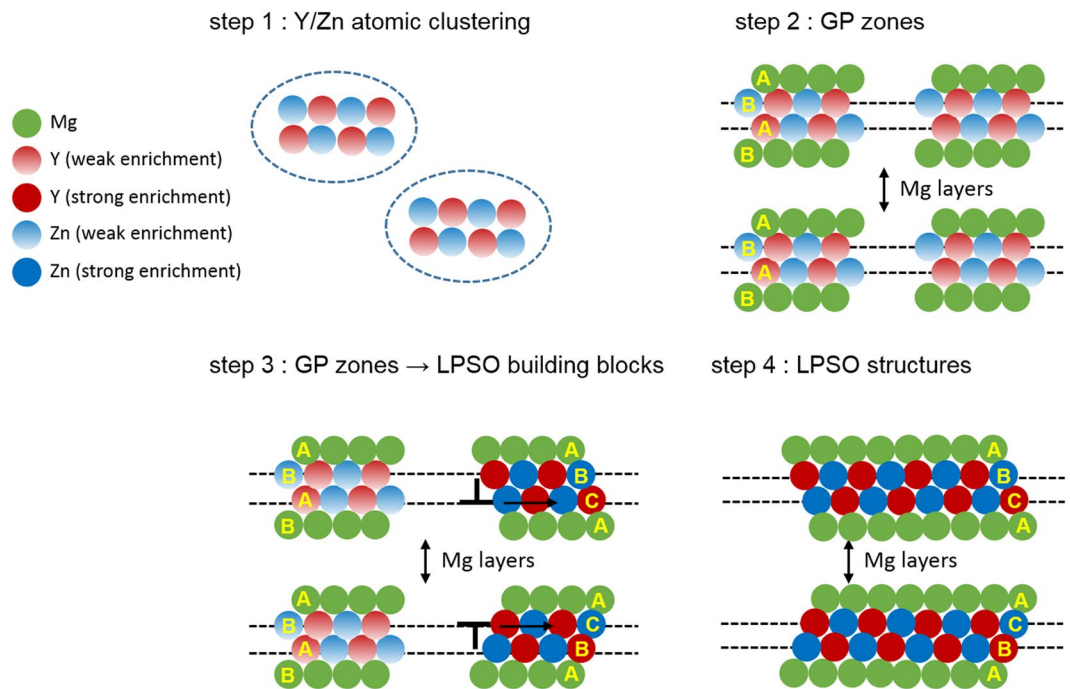 step 1 : Y/Zn atomic clustering
step 2 : GP zones
Mg
Y (weak enrichment)
Y (strong enrichment)
Zn (weak enrichment)
Zn (strong enrichment)
A
B
A
B
Mg layers
A
B
A
B
step 3 : GP zones → LPSO building blocks
step 4 : LPSO structures
A
B
A
B
A
B
C
A
Mg layers
A
B
A
B
A
C
B
A
A
B
C
A
Mg layers
A
C
B
A